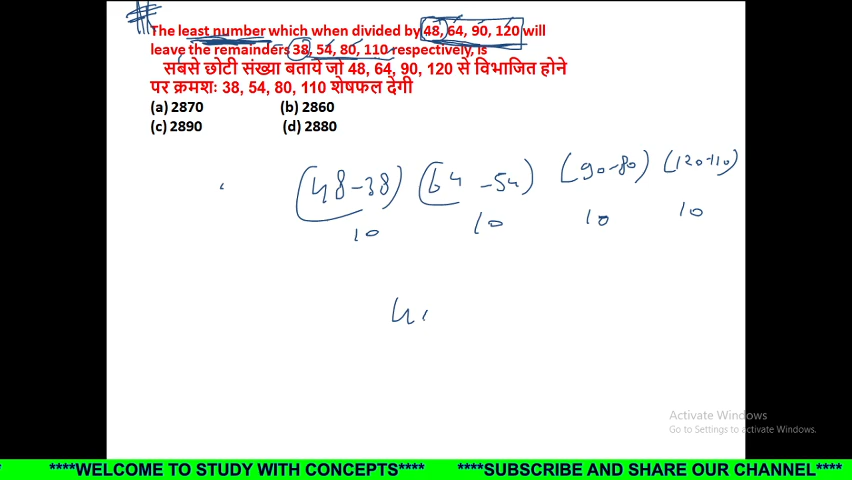 The least number which when divided by 48, 64, 90, 120 will
leave the remainders 38, 54, 80, 110 respectively, is
सबसे छोटी संख्या बताये जो 48, 64, 90, 120 से विभाजित होने
पर क्रमशः 38, 54, 80, 110 शेषफल देगी
(a) 2870 (b) 2860
(c) 2890 (d) 2880
(48-38) (64-54) (90-80) (120-110)
10 10 10 10
Activate Windows
Go to Settings to activate Windows.
****WELCOME TO STUDY WITH CONCEPTS**** ****SUBSCRIBE AND SHARE OUR CHANNEL****